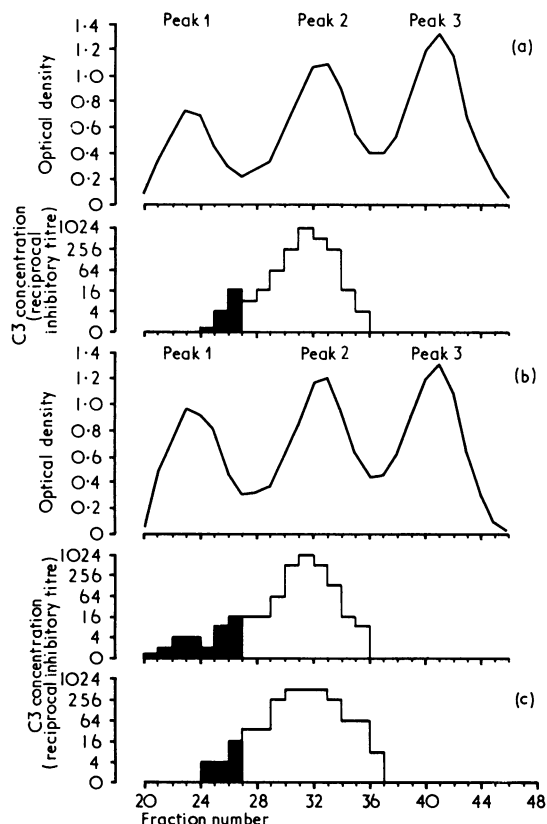 Peak 1 Peak 2 Peak 3
(a)
Optical density
1·4
1·2
1·0
0·8
0·6
0·4
0·2
0
C3 concentration
(reciprocal
inhibitory titre)
1024
256
64
16
4
0
Peak 1 Peak 2 Peak 3
(b)
Optical density
1·4
1·2
1·0
0·8
0·6
0·4
0·2
0
C3 concentration
(reciprocal inhibitory titre)
1024
256
64
16
4
0
(c)
1024
256
64
16
4
0
20 24 28 32 36 40 44 48
Fraction number